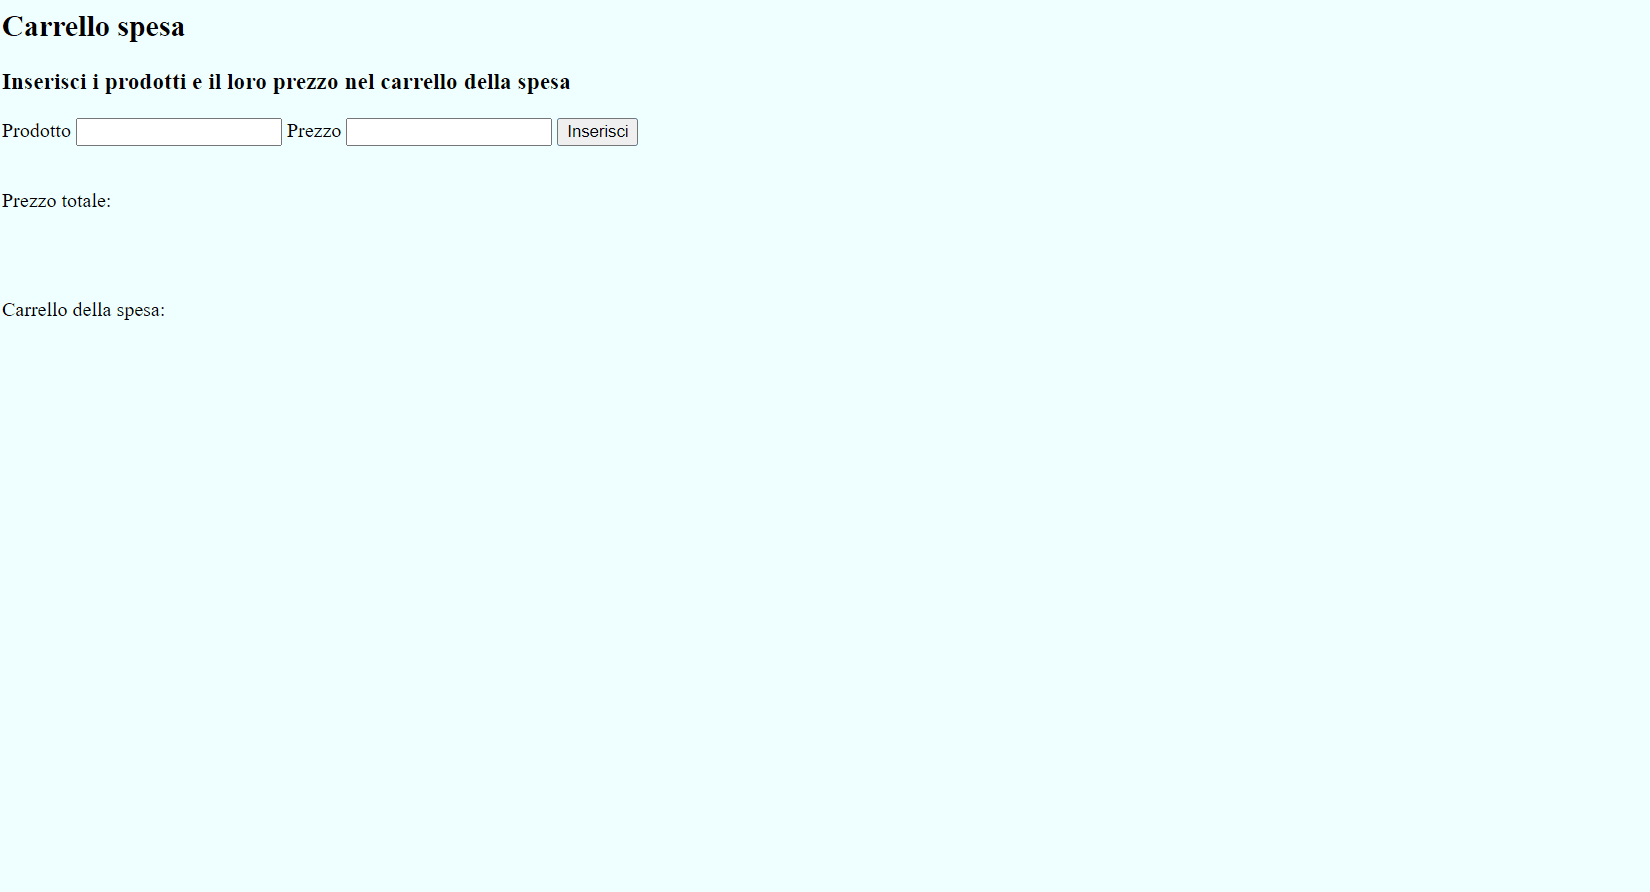 Carrello spesa
Inserisci i prodotti e il loro prezzo nel carrello della spesa
Prodotto Prezzo Inserisci
Prezzo totale:
Carrello della spesa: